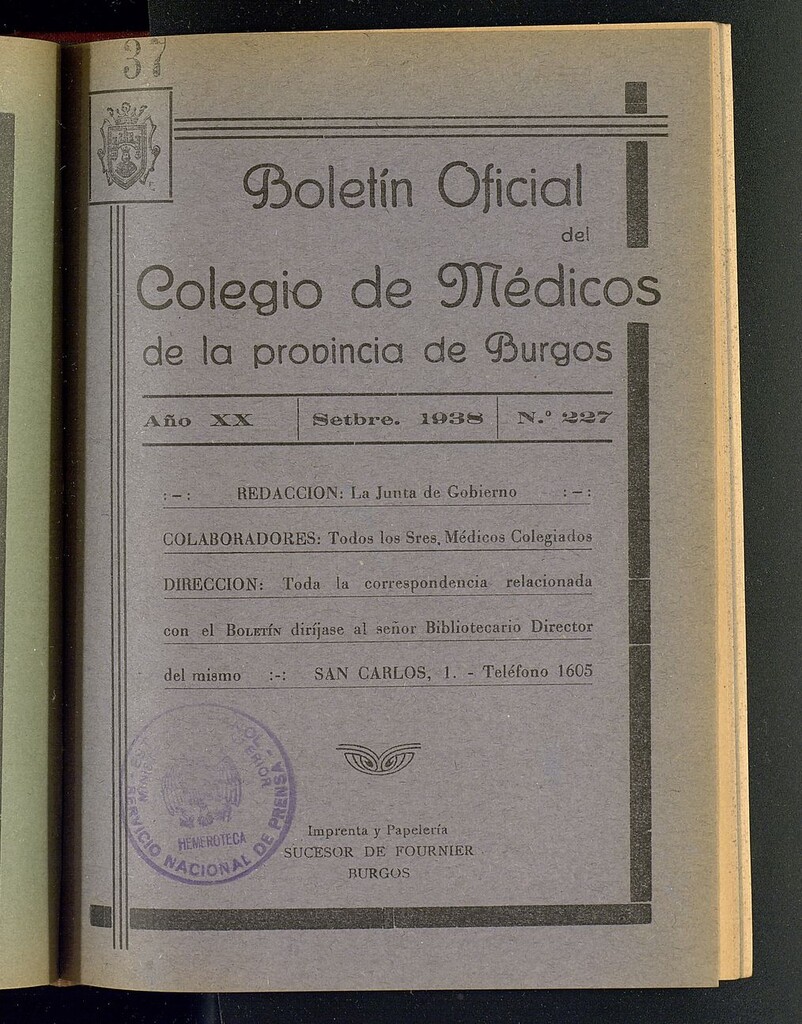 37
Boletín Oficial
del
Colegio de Médicos
de la provincia de Burgos
Año XX Setbre. 1938 N.º 227
:-: REDACCION: La Junta de Gobierno :-:
COLABORADORES: Todos los Sres. Médicos Colegiados
DIRECCION: Toda la correspondencia relacionada
con el BOLETÍN diríjase al señor Bibliotecario Director
del mismo :-: SAN CARLOS, 1. - Teléfono 1605
HEMEROTECA
SERVICIO NACIONAL DE PRENSA
Imprenta y Papelería
SUCESOR DE FOURNIER
BURGOS